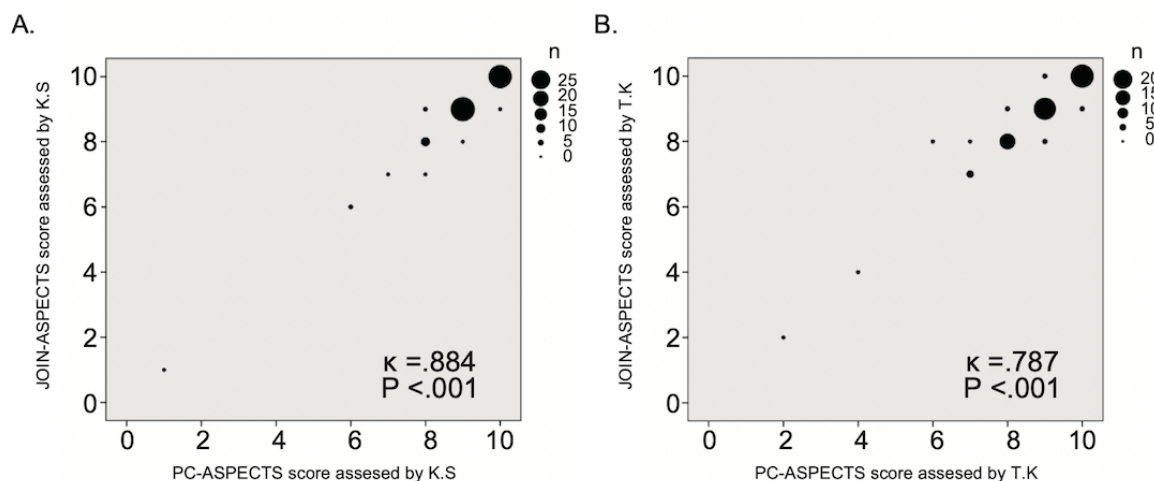 A.
JOIN-ASPECTS score assessed by K.S
10
8
6
4
2
0
κ =.884
P <.001
0 2 4 6 8 10
PC-ASPECTS score assesed by K.S
n
25
20
15
10
5
0
B.
JOIN-ASPECTS score assessed by T.K
10
8
6
4
2
0
κ =.787
P <.001
0 2 4 6 8 10
PC-ASPECTS score assesed by T.K
n
20
15
10
5
0